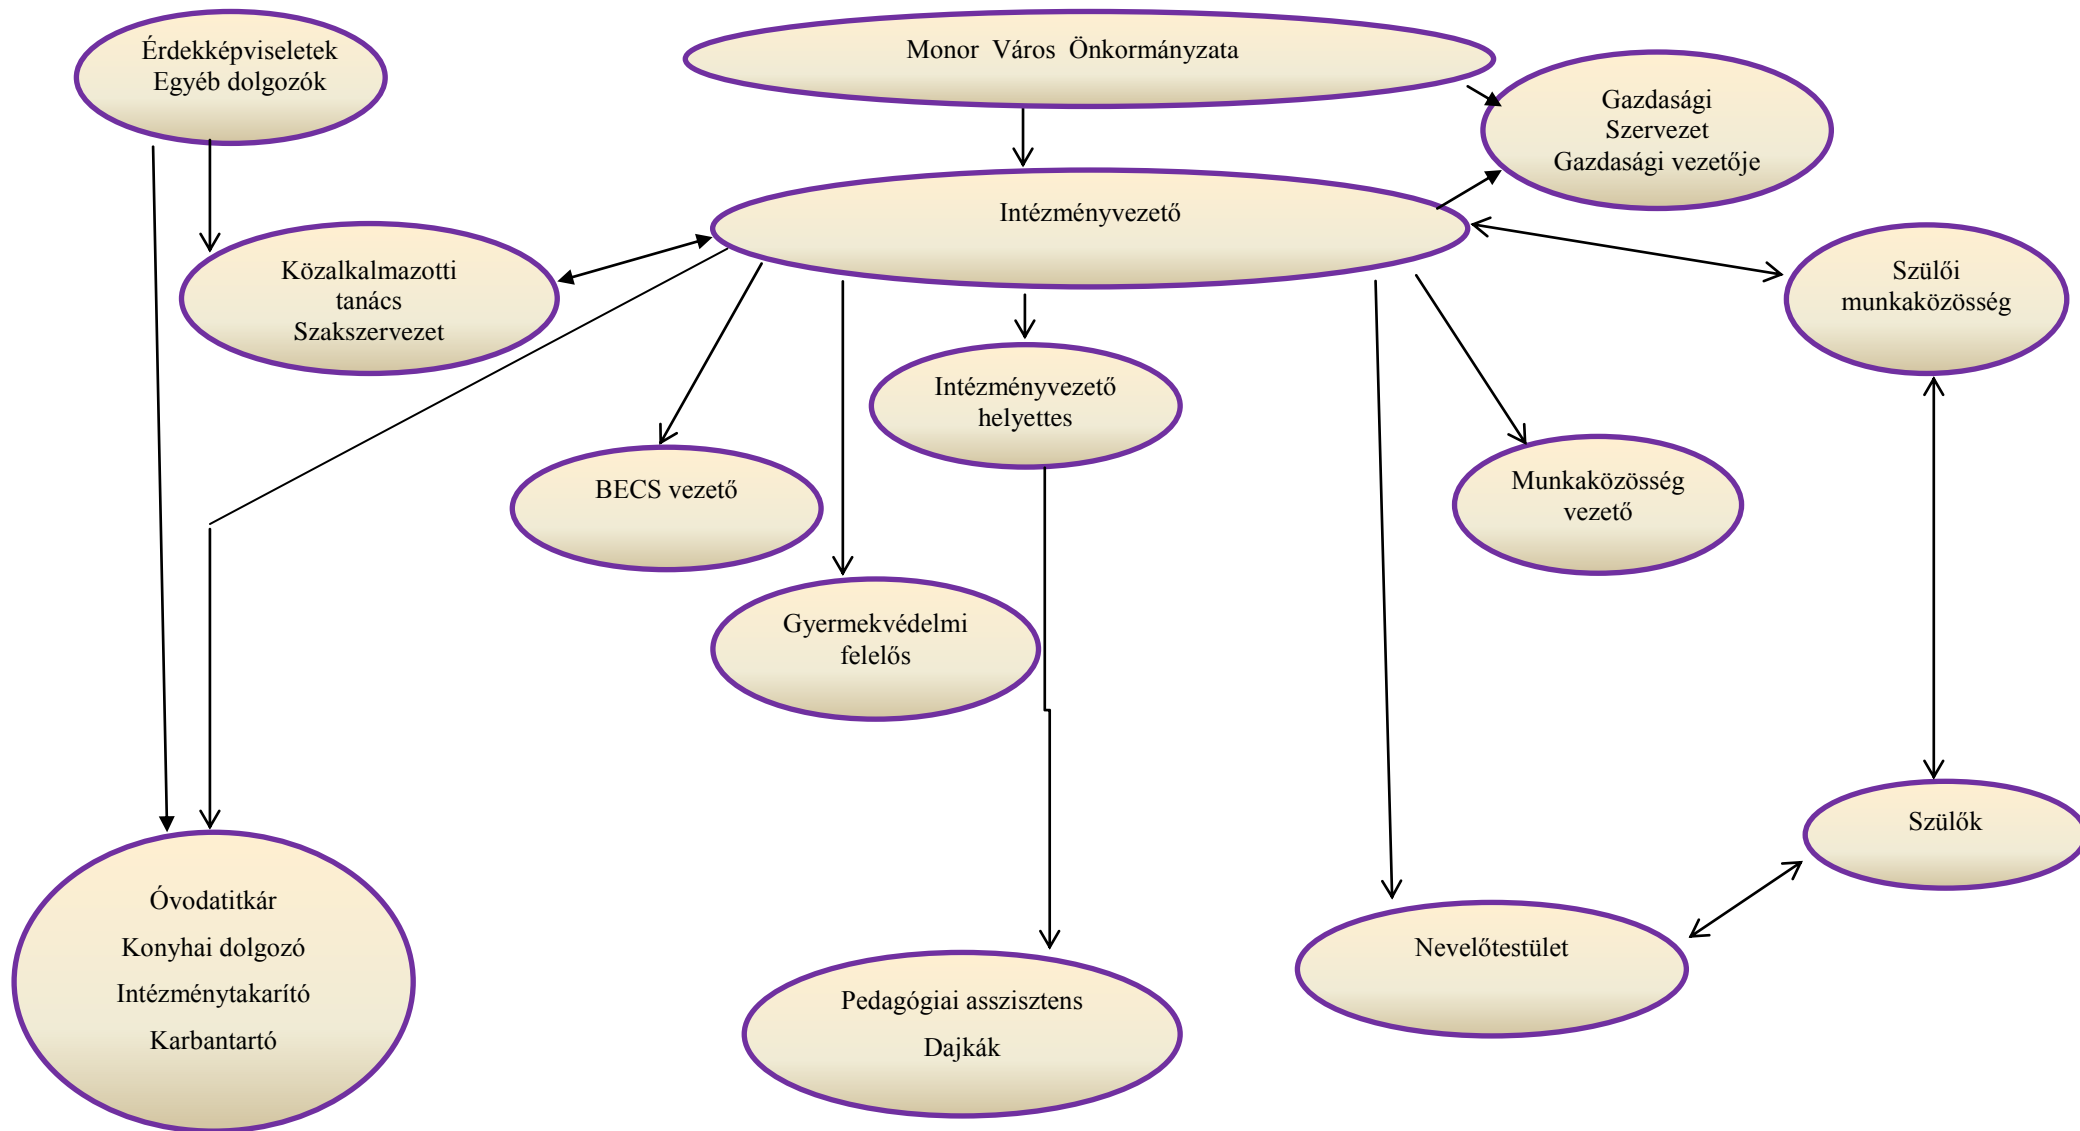 Érdekképviseletek
Egyéb dolgozók
Monor Város Önkormányzata
Gazdasági
Szervezet
Gazdasági vezetője
Intézményvezető
Közalkalmazotti
tanács
Szakszervezet
Szülői
munkaközösség
Intézményvezető
helyettes
BECS vezető
Munkaközösség
vezető
Gyermekvédelmi
felelős
Szülők
Óvodatitkár
Konyhai dolgozó
Intézménytakarító
Karbantartó
Nevelőtestület
Pedagógiai asszisztens
Dajkák